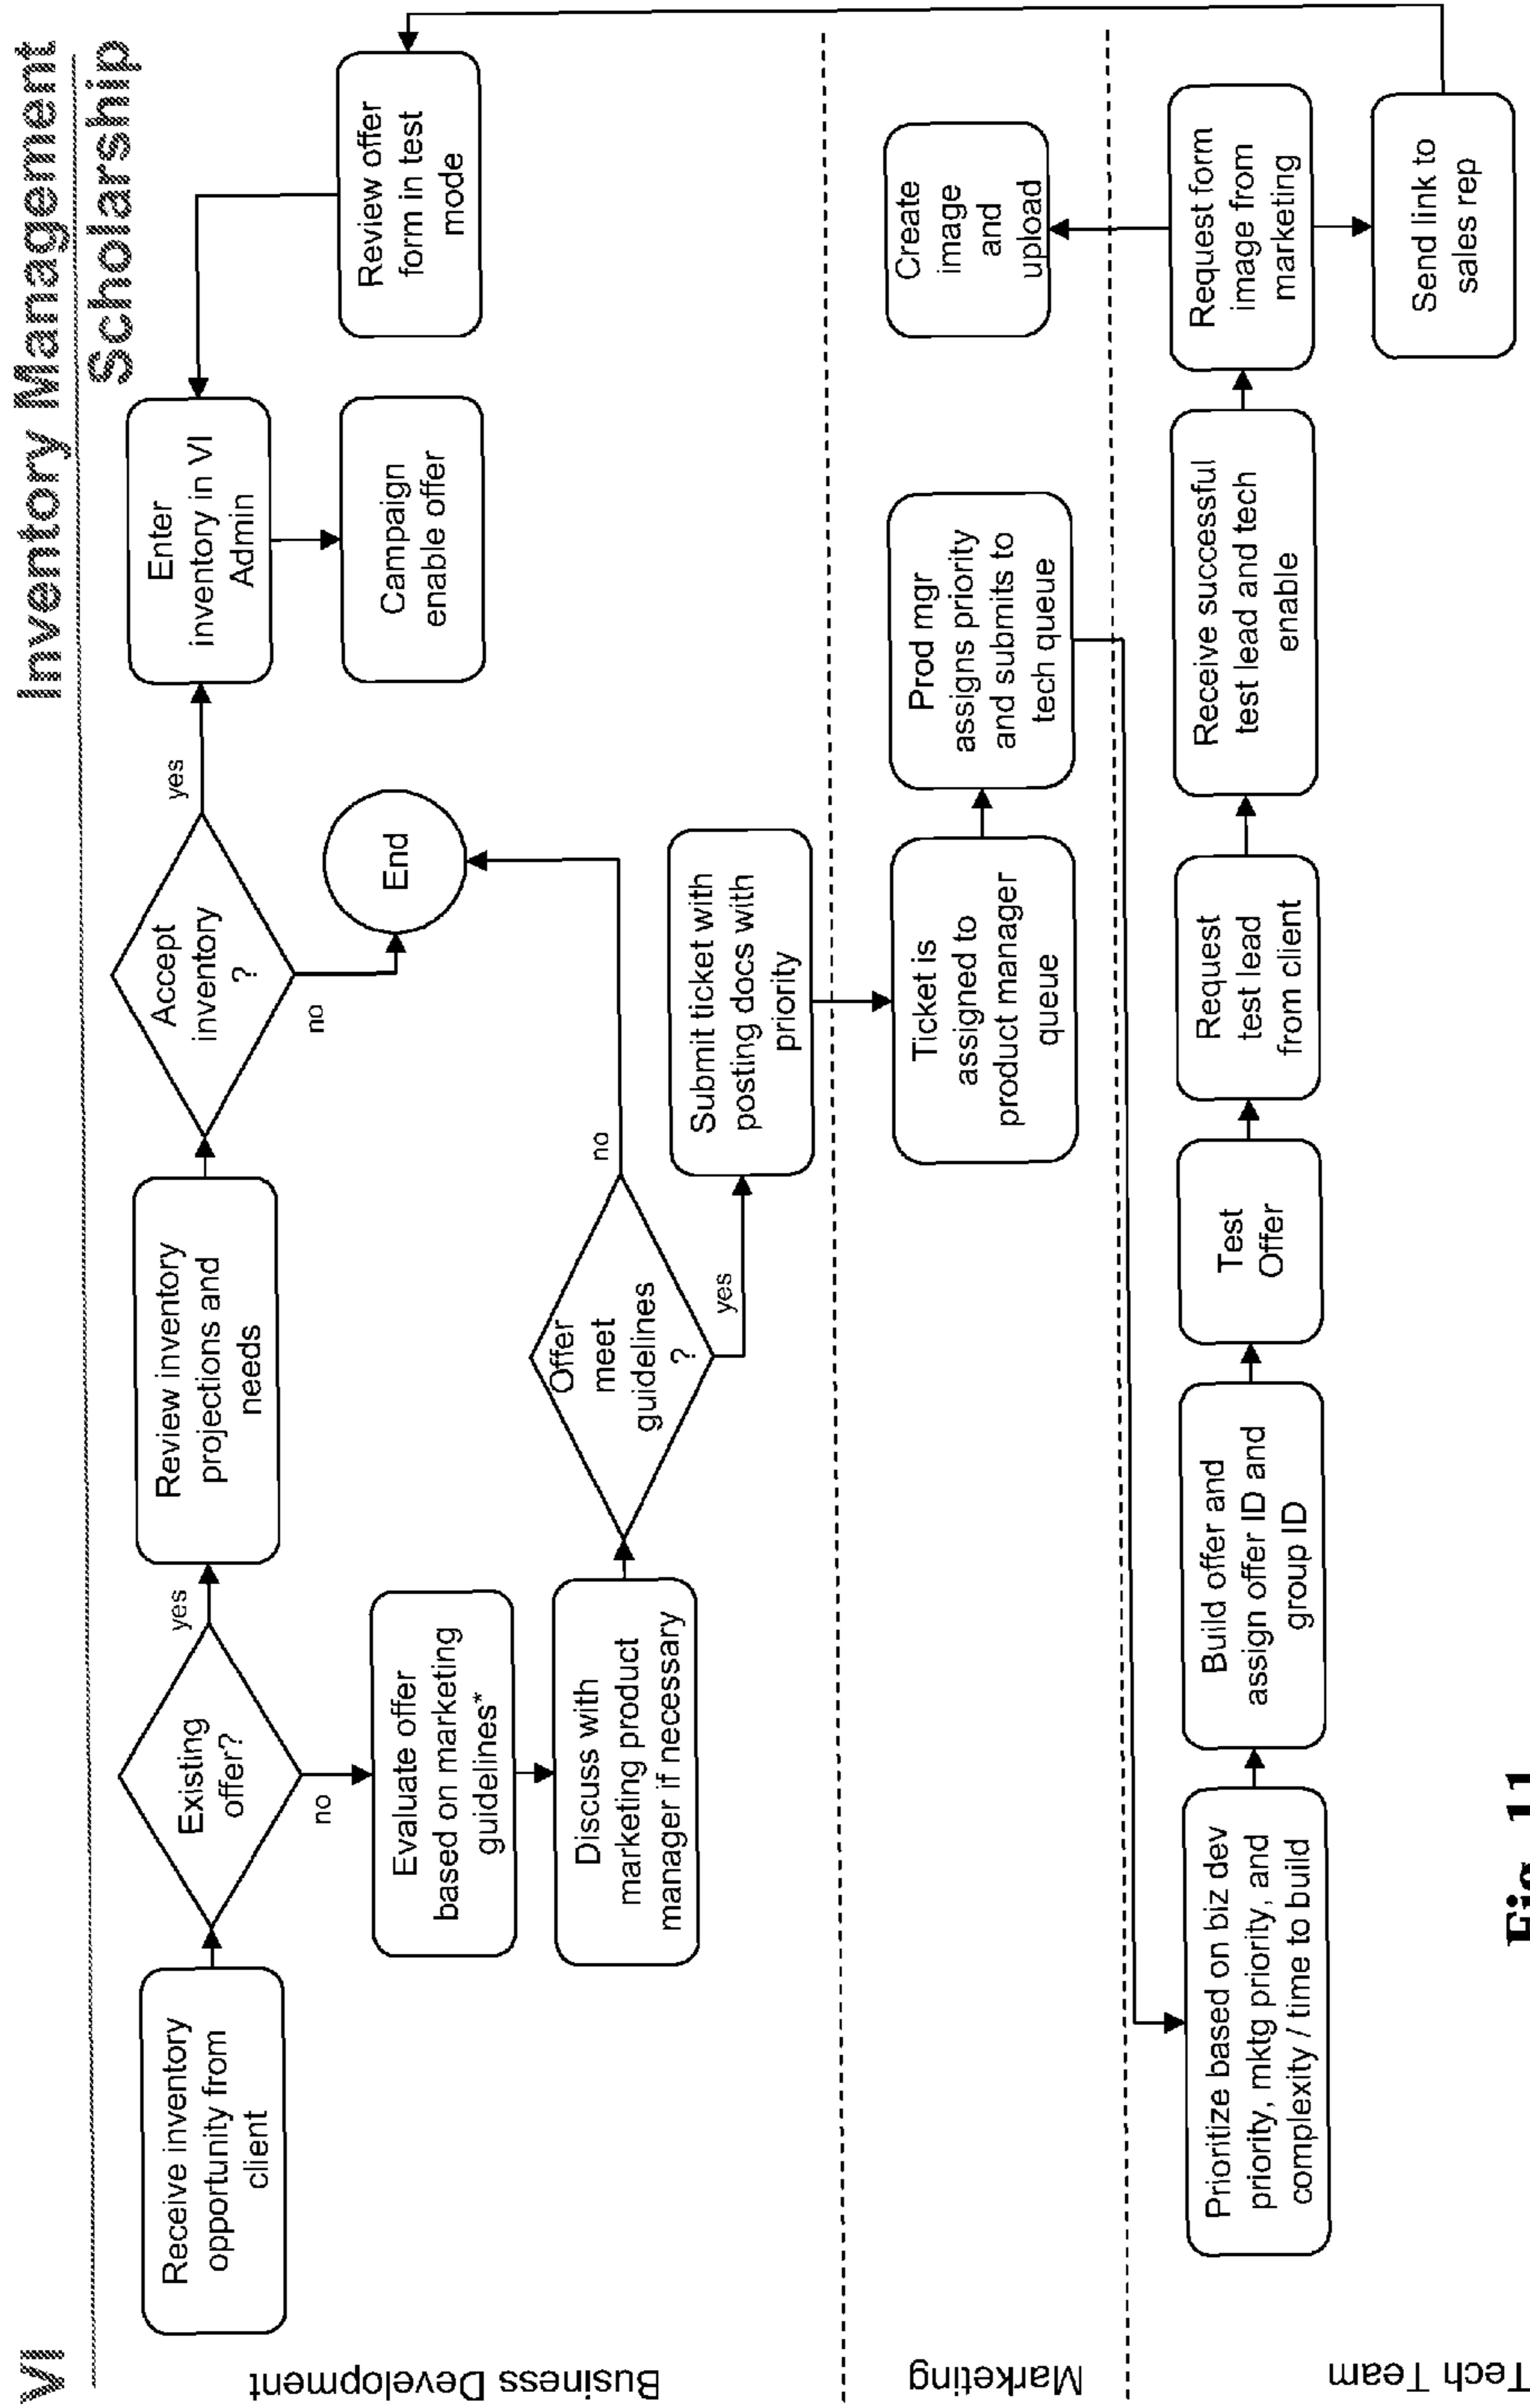 VI
Inventory Management
Scholarship
Business Development
Receive inventory
opportunity from
client
Existing
offer?
yes
no
Review inventory
projections and
needs
Accept
inventory
?
yes
no
Enter
inventory in VI
Admin
Campaign
enable offer
Review offer
form in test
mode
End
Evaluate offer
based on marketing
guidelines*
Discuss with
marketing product
manager if necessary
Offer
meet
guidelines
?
no
yes
Submit ticket with
posting docs with
priority
Marketing
Ticket is
assigned to
product manager
queue
Prod mgr
assigns priority
and submits to
tech queue
Create
image
and
upload
Tech Team
Prioritize based on biz dev
priority, mktg priority, and
complexity / time to build
Build offer and
assign offer ID and
group ID
Test
Offer
Request
test lead
from client
Receive successful
test lead and tech
enable
Request form
image from
marketing
Send link to
sales rep
Fig. 11